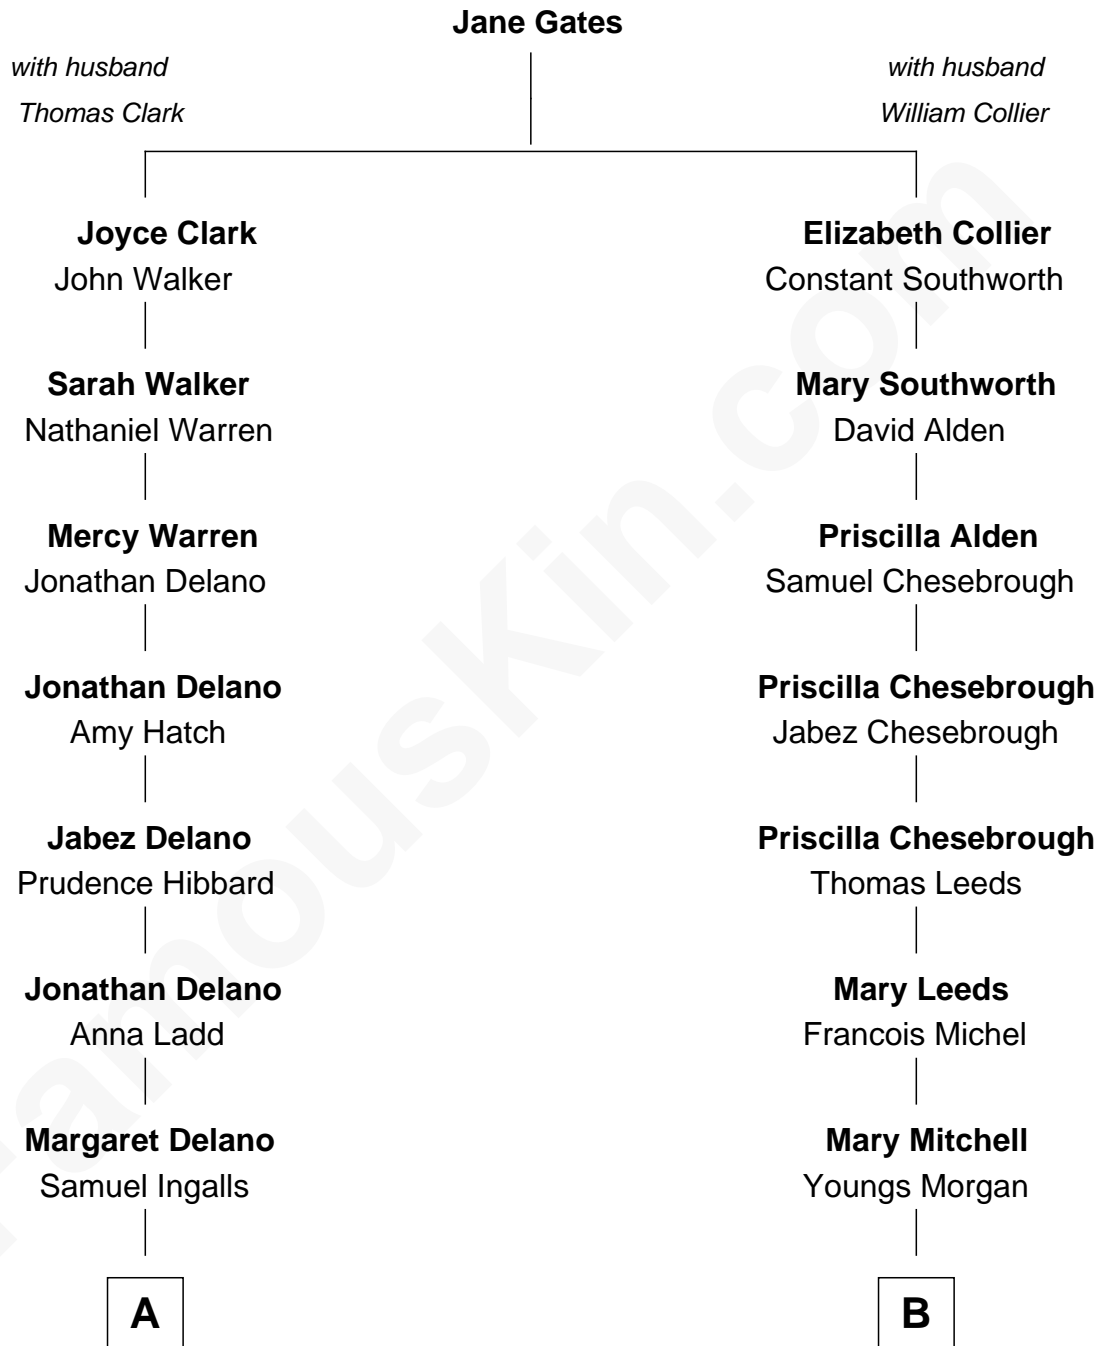 Jane Gates
with husband
Thomas Clark
with husband
William Collier
Joyce Clark
John Walker
Elizabeth Collier
Constant Southworth
Sarah Walker
Nathaniel Warren
Mary Southworth
David Alden
Mercy Warren
Jonathan Delano
Priscilla Alden
Samuel Chesebrough
Jonathan Delano
Amy Hatch
Priscilla Chesebrough
Jabez Chesebrough
Jabez Delano
Prudence Hibbard
Priscilla Chesebrough
Thomas Leeds
Jonathan Delano
Anna Ladd
Mary Leeds
Francois Michel
Margaret Delano
Samuel Ingalls
Mary Mitchell
Youngs Morgan
A
B
FamousKin.com